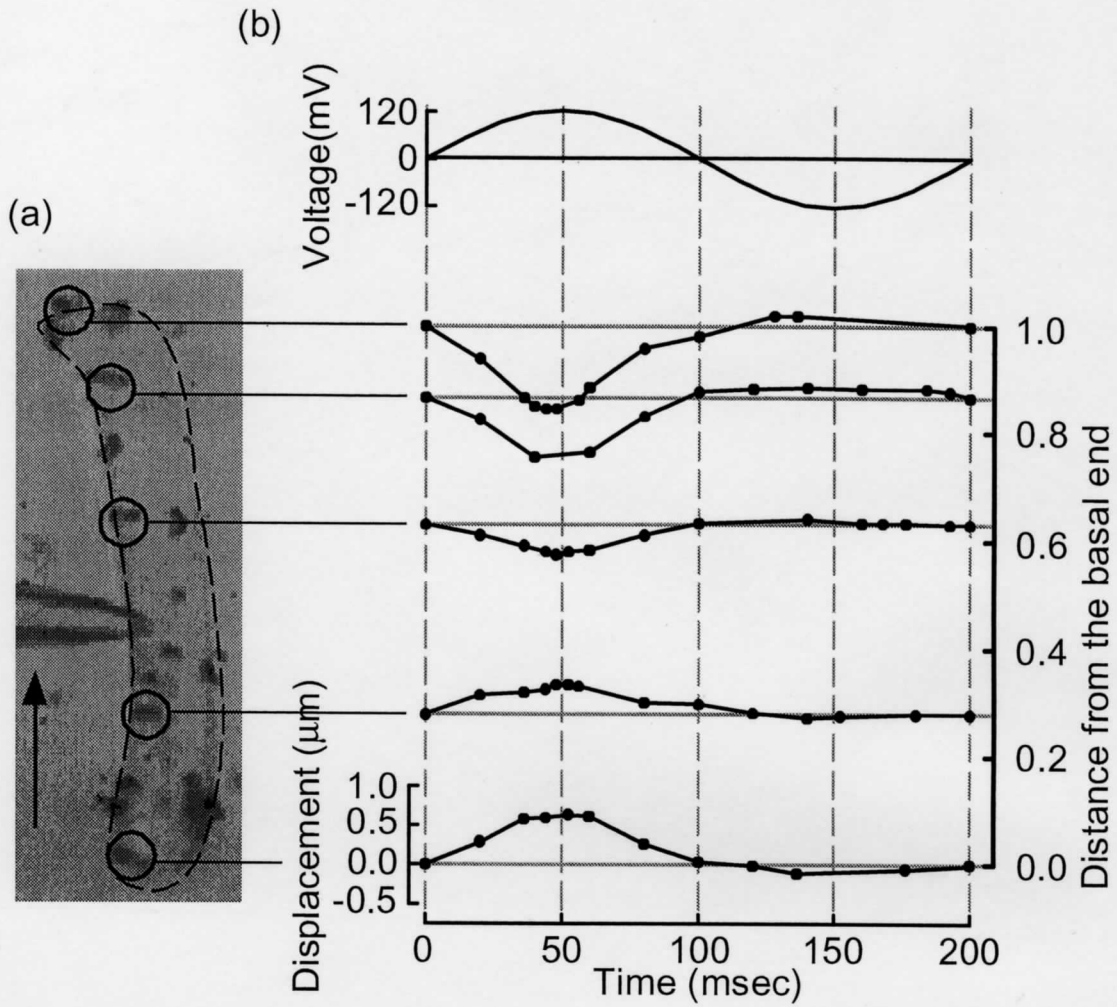 (b)
Voltage(mV)
120
0
-120
(a)
1.0
0.8
0.6
0.4
0.2
0.0
Distance from the basal end
Displacement (μm)
1.0
0.5
0.0
-0.5
0 50 100 150 200
Time (msec)